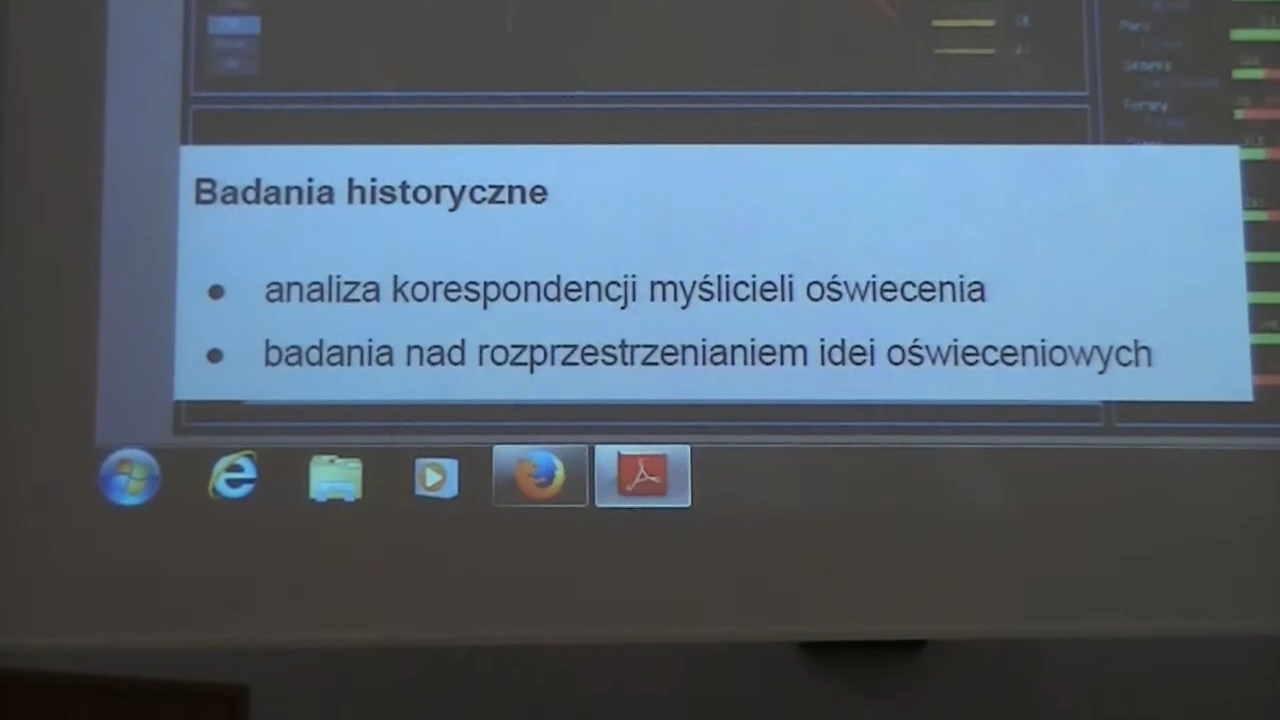 Badania historyczne
● analiza korespondencji myślicieli oświecenia
● badania nad rozprzestrzenianiem idei oświeceniowych